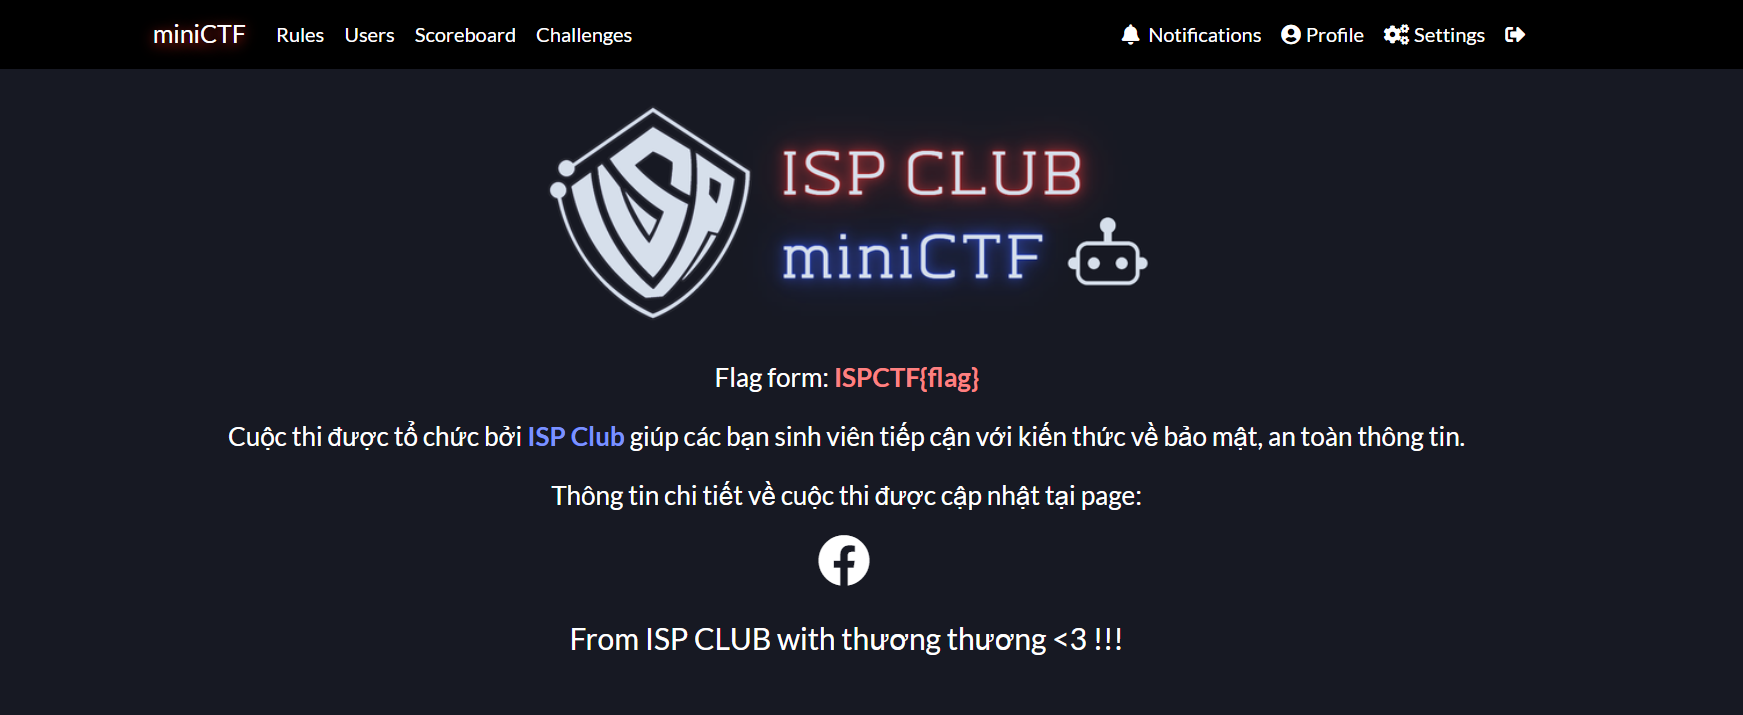 miniCTF Rules Users Scoreboard Challenges Notifications Profile Settings
ISP
ISP CLUB
miniCTF
Flag form: ISPCTF{flag}
Cuộc thi được tổ chức bởi ISP Club giúp các bạn sinh viên tiếp cận với kiến thức về bảo mật, an toàn thông tin.
Thông tin chi tiết về cuộc thi được cập nhật tại page:
From ISP CLUB with thương thương <3 !!!